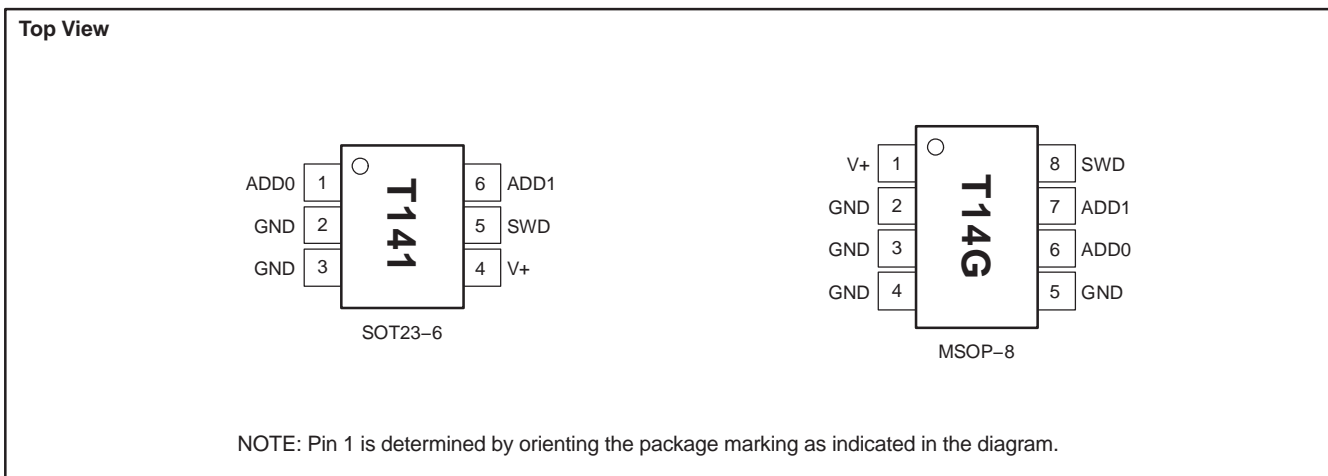 Top View
ADD0 1 T141 6 ADD1
GND 2 5 SWD
GND 3 4 V+
SOT23–6
V+ 1 T14G 8 SWD
GND 2 7 ADD1
GND 3 6 ADD0
GND 4 5 GND
MSOP–8
NOTE: Pin 1 is determined by orienting the package marking as indicated in the diagram.